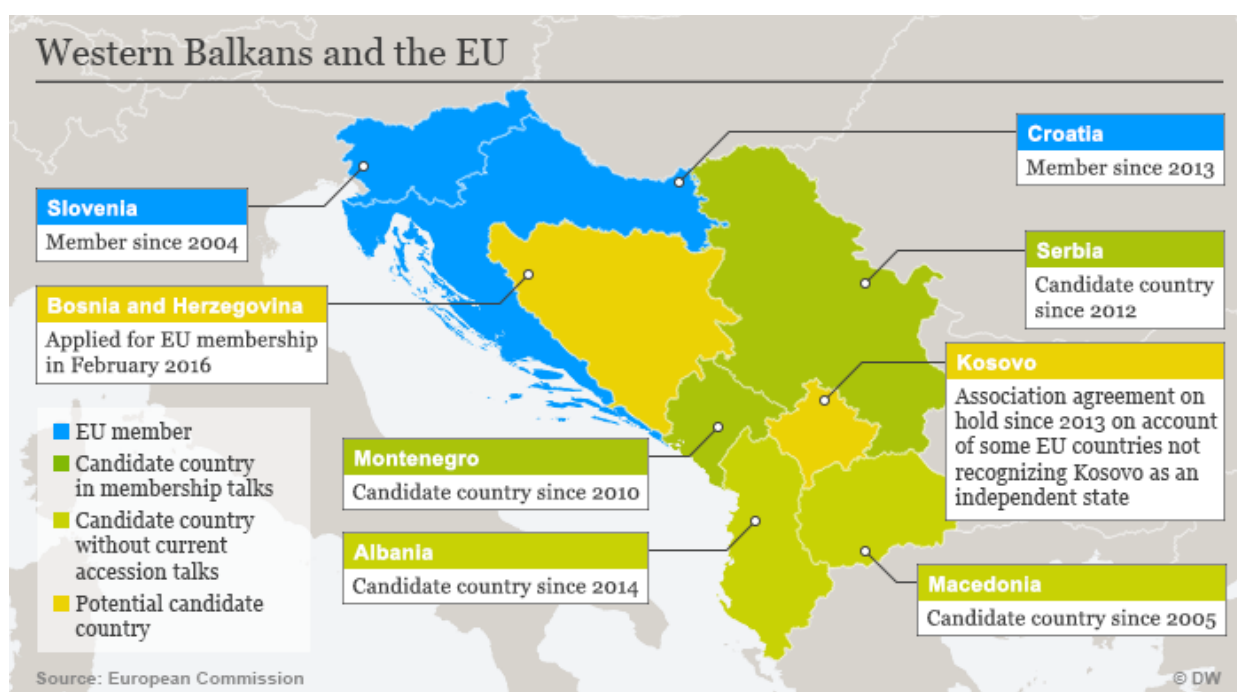 Western Balkans and the EU
Croatia
Member since 2013
Slovenia
Member since 2004
Serbia
Candidate country
since 2012
Bosnia and Herzegovina
Applied for EU membership
in February 2016
Kosovo
Association agreement on
hold since 2013 on account
of some EU countries not
recognizing Kosovo as an
independent state
EU member
Candidate country
in membership talks
Candidate country
without current
accession talks
Potential candidate
country
Montenegro
Candidate country since 2010
Albania
Candidate country since 2014
Macedonia
Candidate country since 2005
Source: European Commission
© DW